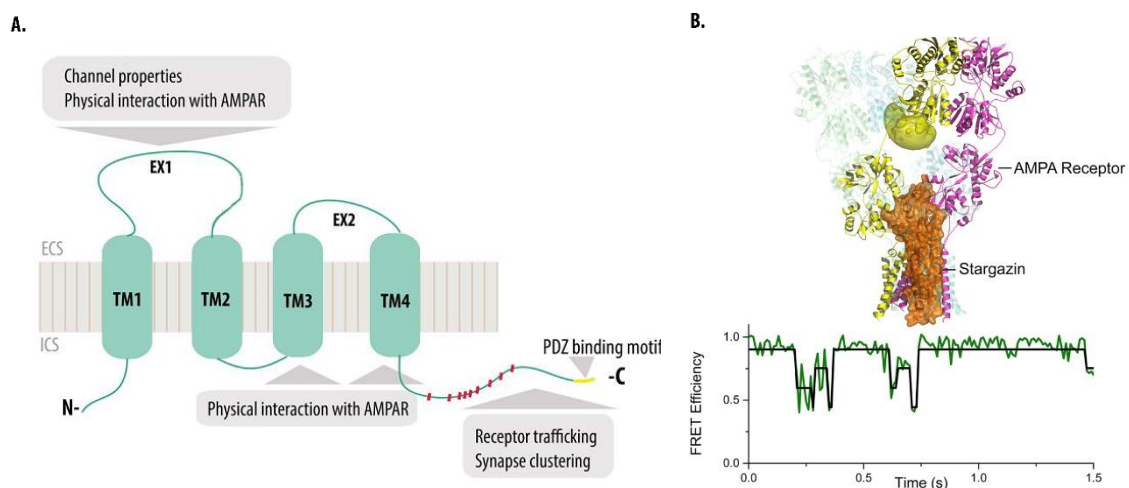 A.
Channel properties
Physical interaction with AMPAR
EX1
EX2
ECS
TM1
TM2
TM3
TM4
ICS
PDZ binding motif
N-
-C
Physical interaction with AMPAR
Receptor trafficking
Synapse clustering
B.
AMPA Receptor
Stargazin
1.0
0.5
0.0
FRET Efficiency
0.0 0.5 1.0 1.5
Time (s)